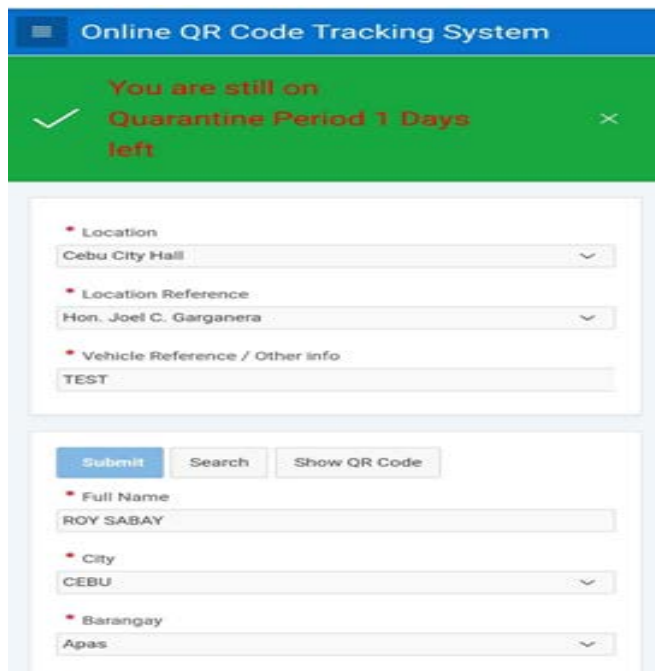 Online QR Code Tracking System
You are still on
Quarantine Period 1 Days
left
* Location
Cebu City Hall
* Location Reference
Hon. Joel C. Garganera
* Vehicle Reference / Other info
TEST
Submit Search Show QR Code
* Full Name
ROY SABAY
* City
CEBU
* Barangay
Apas